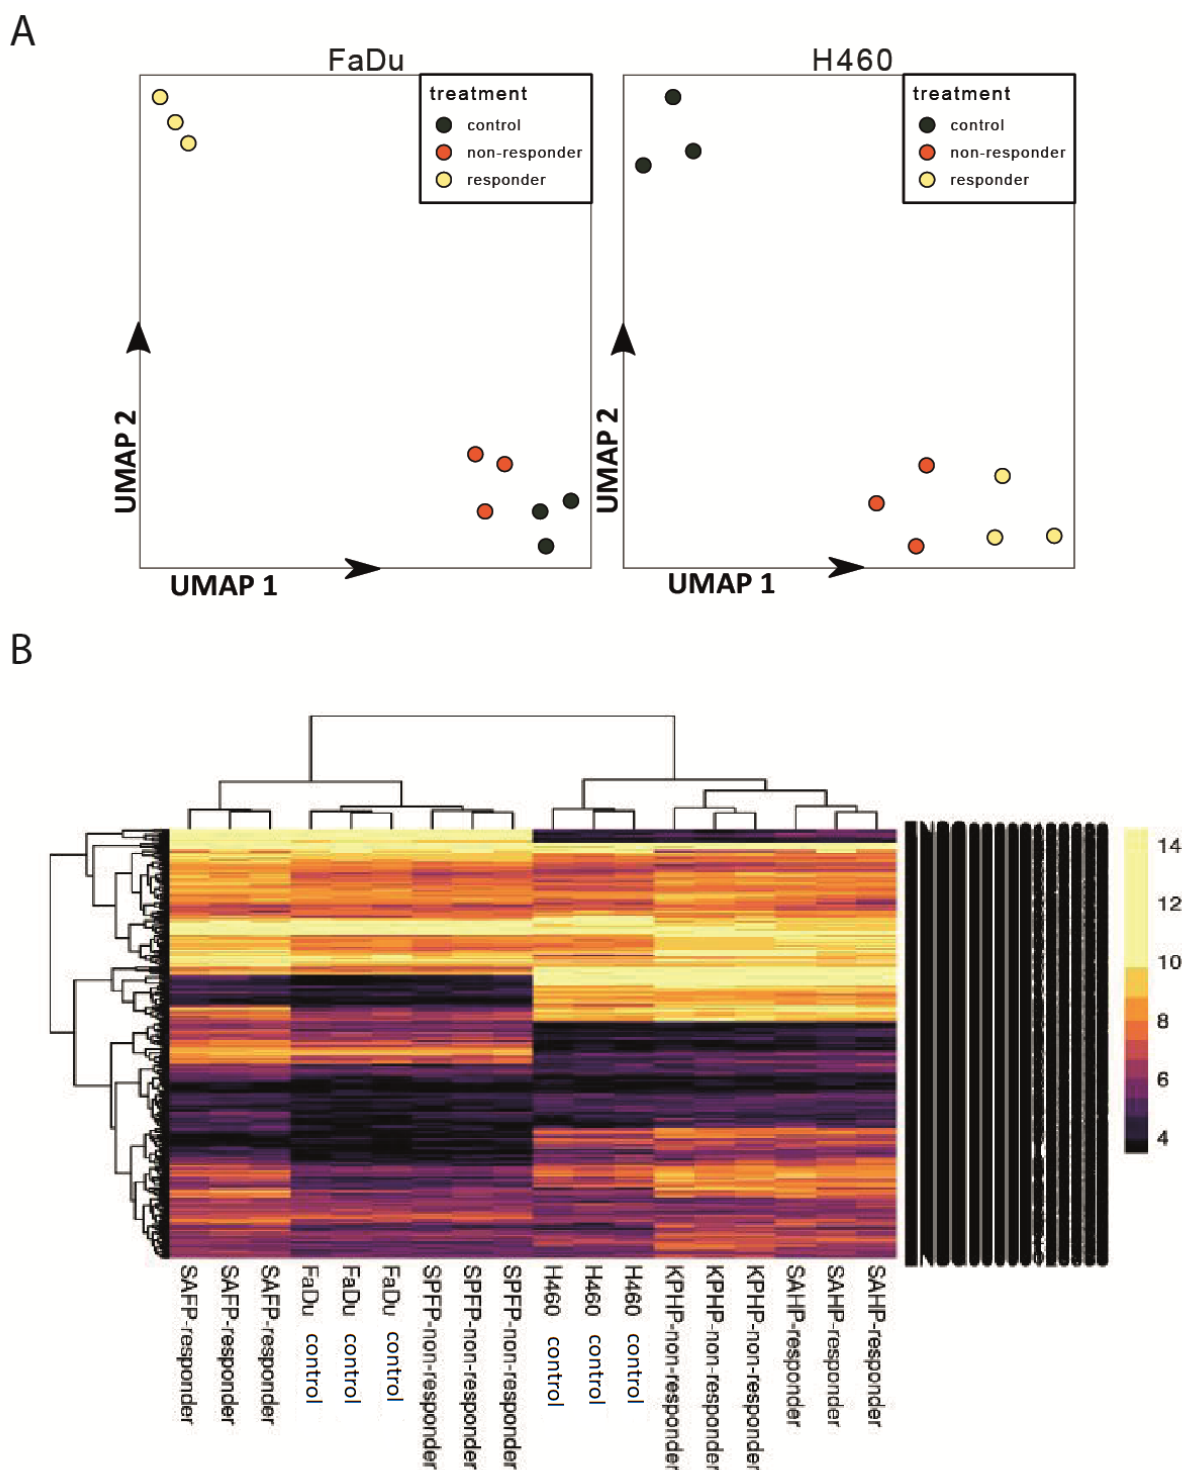 A
FaDu
treatment
control
non-responder
responder
UMAP 2
UMAP 1
H460
treatment
control
non-responder
responder
UMAP 2
UMAP 1
B
14
12
10
8
6
4
SAFP-responder
SAFP-responder
SAFP-responder
FaDu control
FaDu control
FaDu control
SPFP-non-responder
SPFP-non-responder
SPFP-non-responder
H460 control
H460 control
H460 control
KPHP-non-responder
KPHP-non-responder
KPHP-non-responder
SAHP-responder
SAHP-responder
SAHP-responder